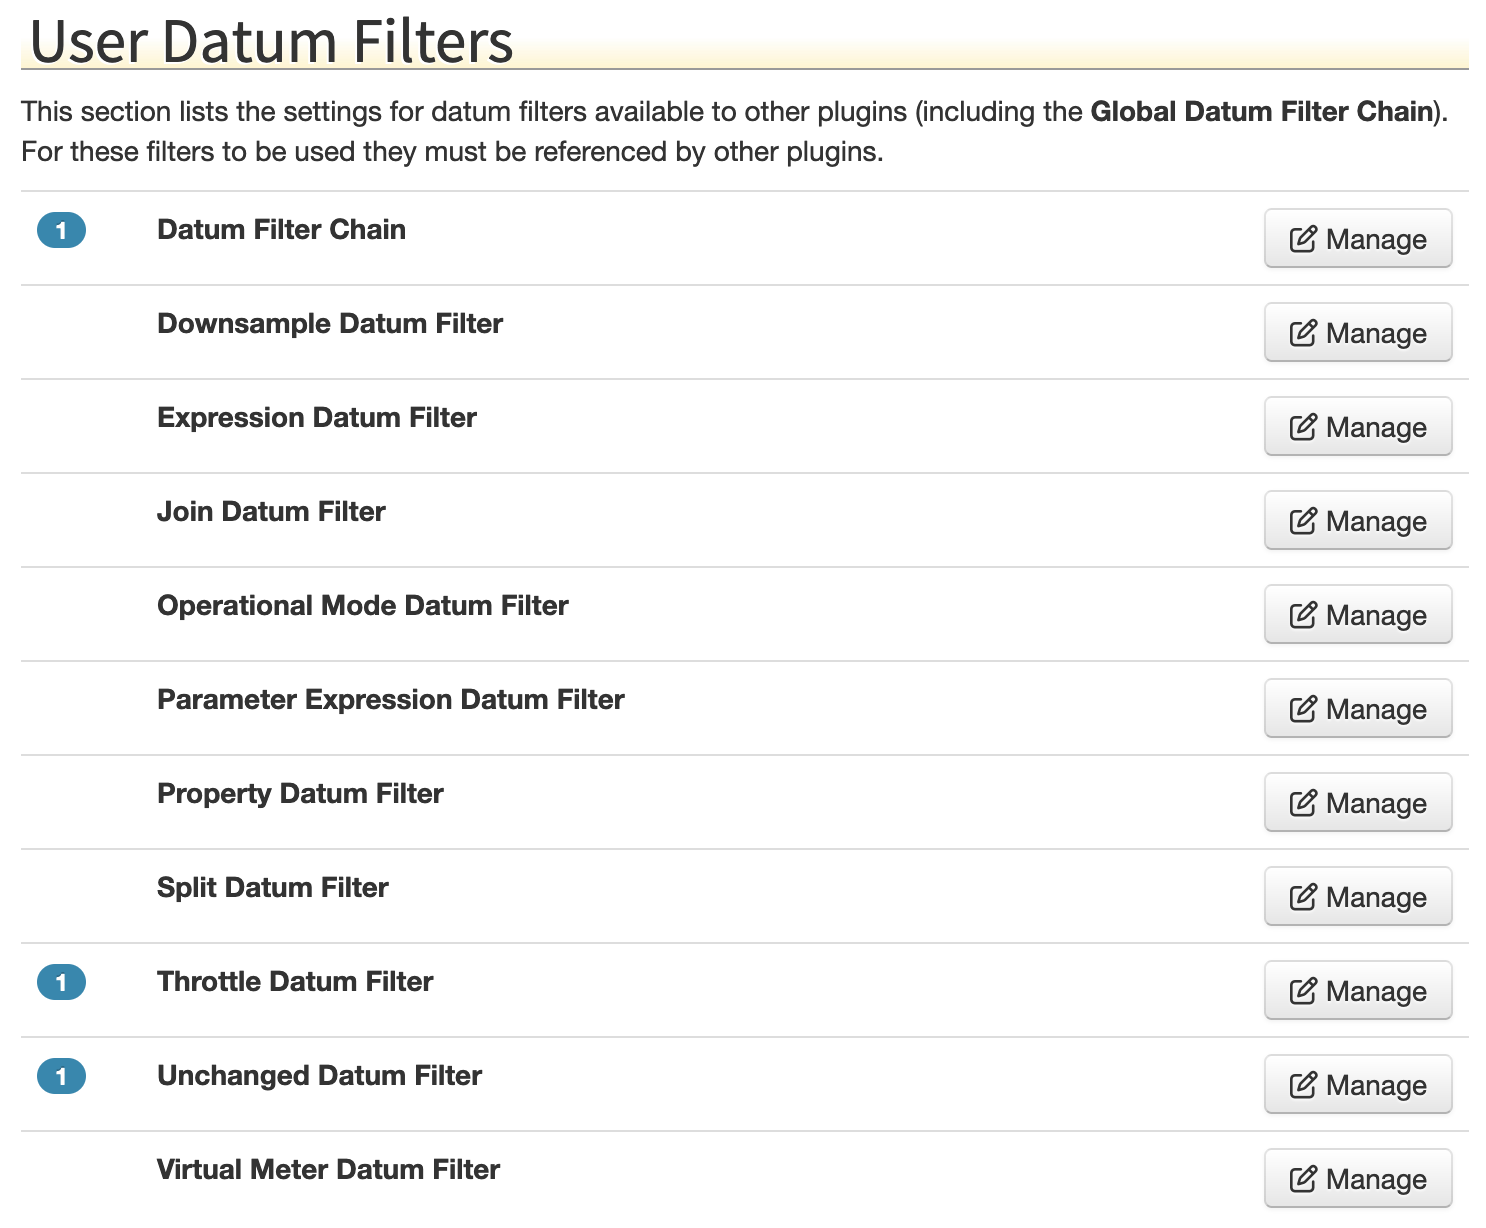 User Datum Filters
This section lists the settings for datum filters available to other plugins (including the Global Datum Filter Chain).
For these filters to be used they must be referenced by other plugins.
1 Datum Filter Chain Manage
Downsample Datum Filter Manage
Expression Datum Filter Manage
Join Datum Filter Manage
Operational Mode Datum Filter Manage
Parameter Expression Datum Filter Manage
Property Datum Filter Manage
Split Datum Filter Manage
1 Throttle Datum Filter Manage
1 Unchanged Datum Filter Manage
Virtual Meter Datum Filter Manage